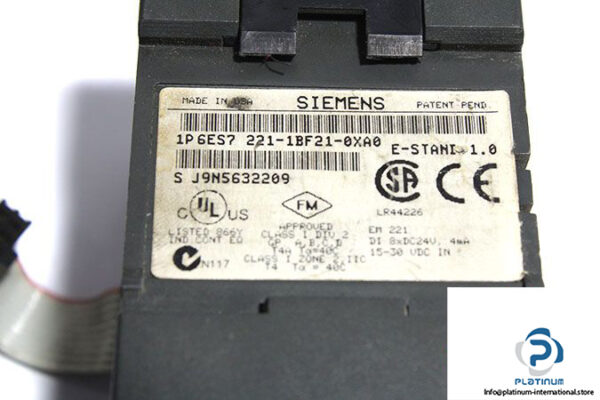 MADE IN USA SIEMENS PATENT PEND.
1P 6ES7 221-1BF21-0XA0 E-STAND 1.0
S J9N5632209
C UL US FM SA CE
LR44226
LISTED 866Y
IND CONT EQ
APPROVED
CLASS I DIV 2
GP A,B,C,D
T4A Ta=40C
CLASS I ZONE 2 IIC
T4 Ta = 40C
N117
EM 221
DI 8xDC24V, 4mA
15-30 VDC IN
PLATINUM
Info@platinum-international.store